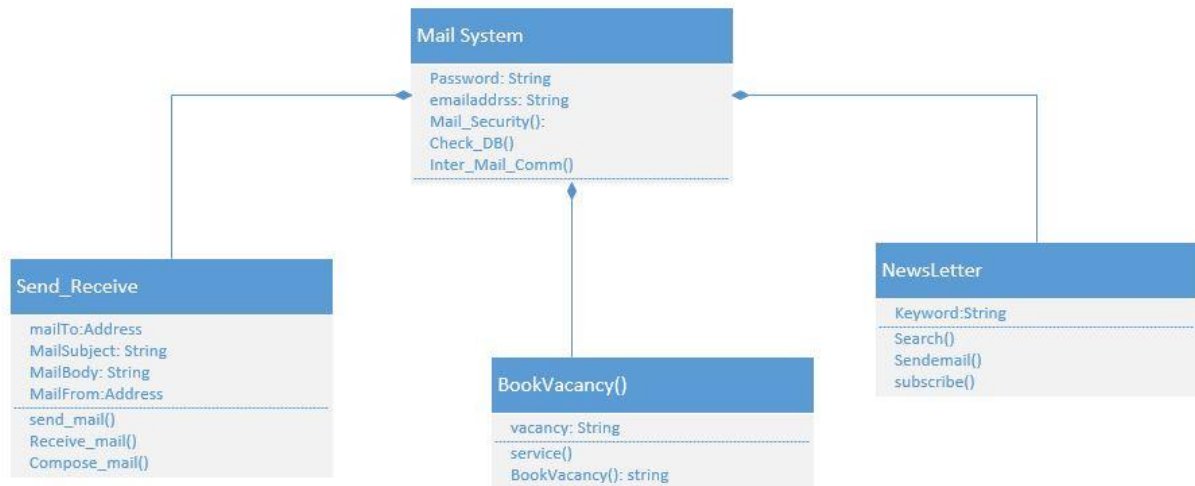 Mail System
Password: String
emailaddrss: String
Mail_Security():
Check_DB()
Inter_Mail_Comm()
Send_Receive
mailTo:Address
MailSubject: String
MailBody: String
MailFrom:Address
send_mail()
Receive_mail()
Compose_mail()
BookVacancy()
vacancy: String
service()
BookVacancy(): string
NewsLetter
Keyword:String
Search()
Sendemail()
subscribe()